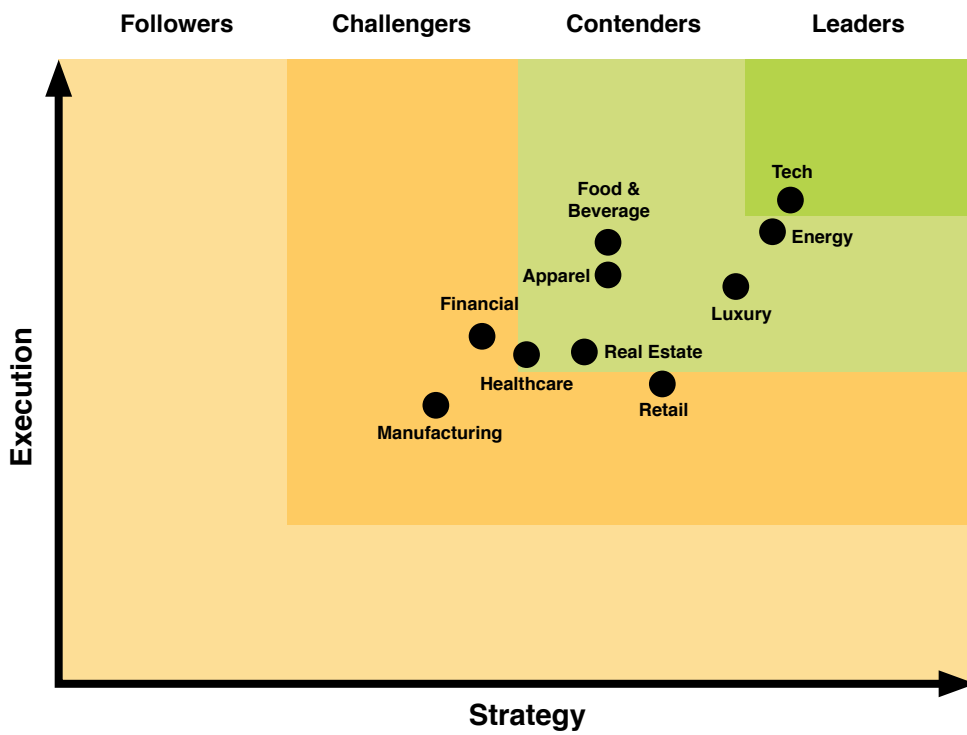 Followers
Challengers
Contenders
Leaders
Tech
Food &
Beverage
Energy
Apparel
Financial
Luxury
Real Estate
Healthcare
Retail
Manufacturing
Execution
Strategy